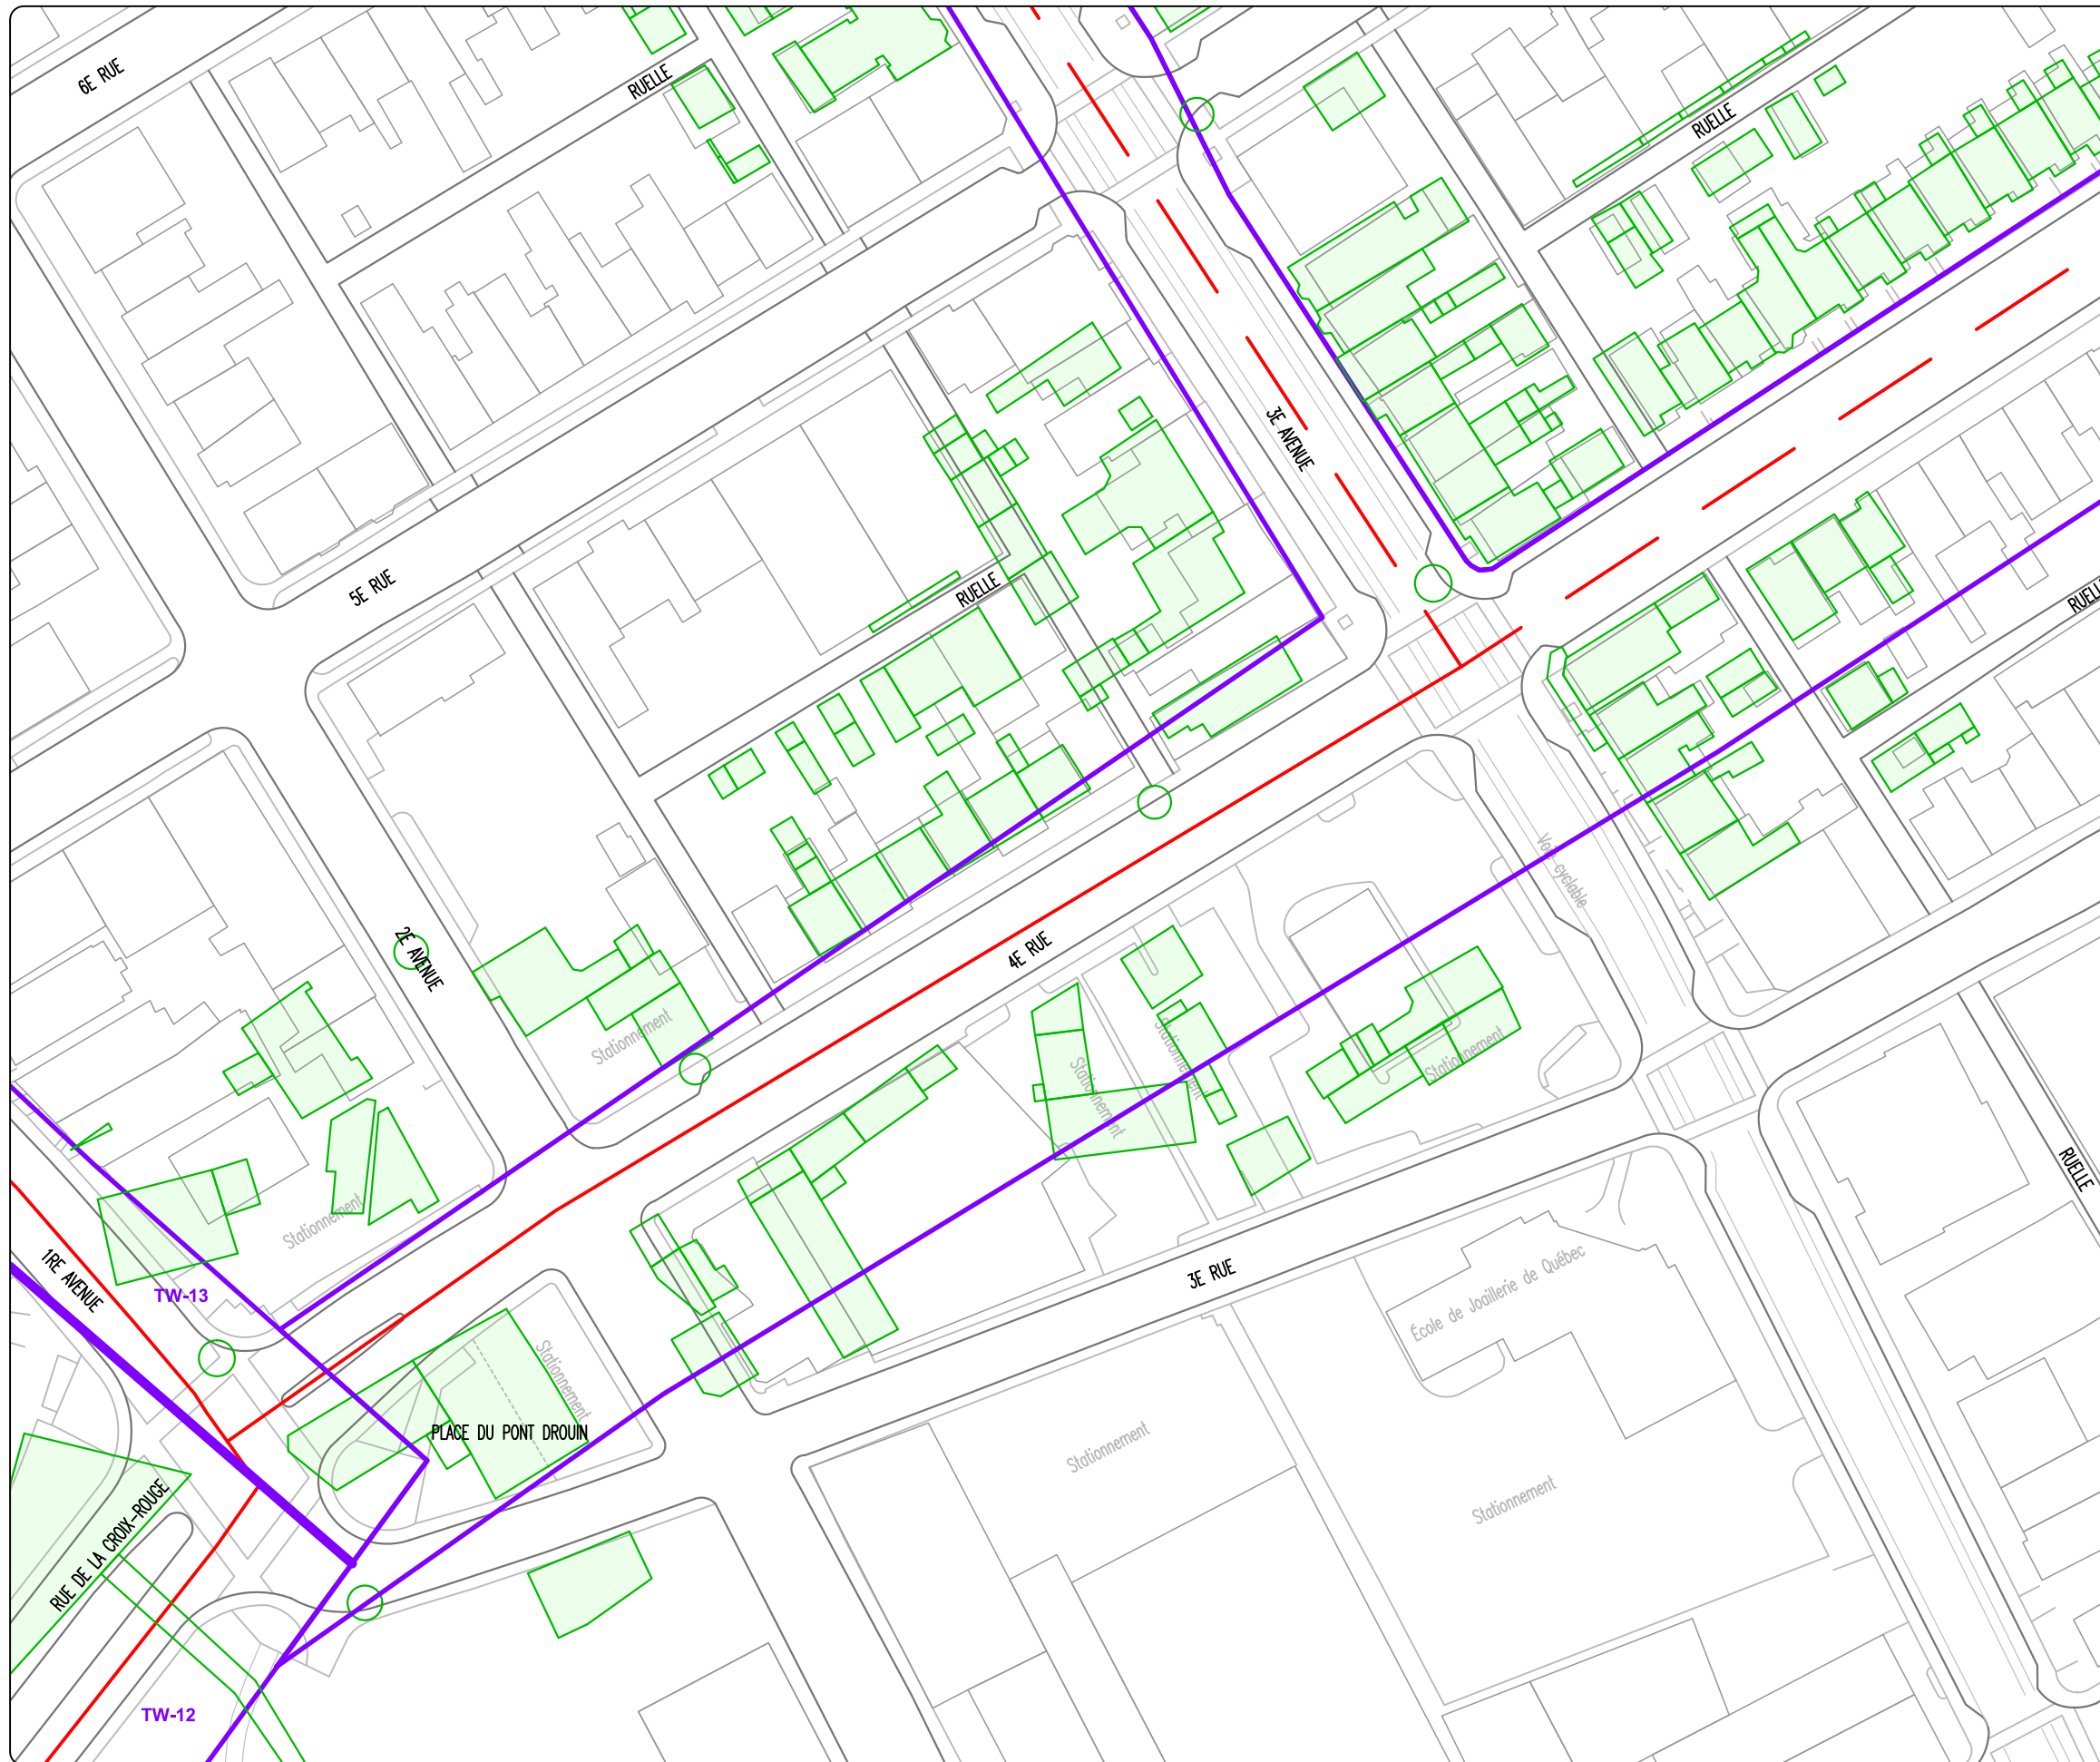 6E RUE
RUELLE
RUELLE
3E AVENUE
5E RUE
RUELLE
RUELLE
Voie cyclable
2E AVENUE
4E RUE
Stationnement
Stationnement
Stationnement
Stationnement
RUELLE
Stationnement
3E RUE
École de Joaillerie de Québec
1RE AVENUE
TW-13
Stationnement
PLACE DU PONT DROUIN
Stationnement
Stationnement
RUE DE LA CROIX-ROUGE
TW-12